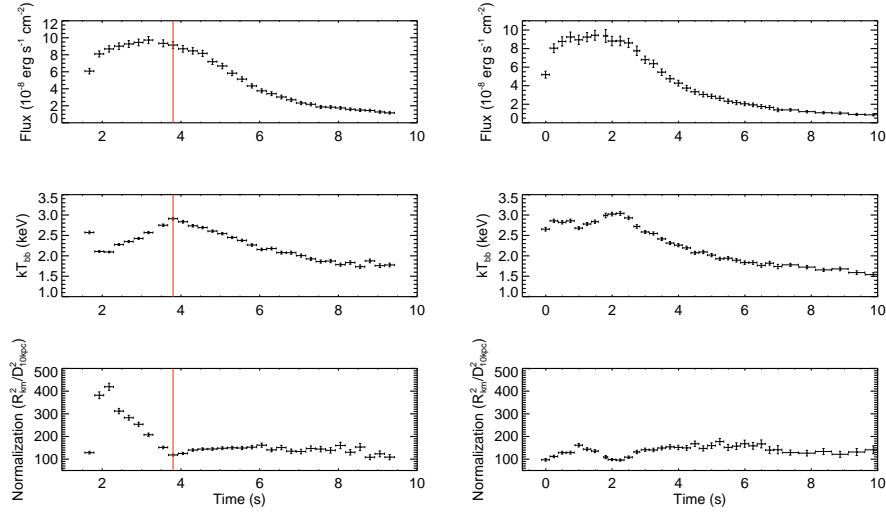 Flux (10⁻⁸ erg s⁻¹ cm⁻²)
12
10
8
6
4
2
0
2 4 6 8 10
Flux (10⁻⁸ erg s⁻¹ cm⁻²)
10
8
6
4
2
0
0 2 4 6 8 10
kT_bb (keV)
3.5
3.0
2.5
2.0
1.5
1.0
2 4 6 8 10
kT_bb (keV)
3.5
3.0
2.5
2.0
1.5
1.0
0 2 4 6 8 10
Normalization (R²_km/D²_10kpc)
500
400
300
200
100
2 4 6 8 10
Time (s)
Normalization (R²_km/D²_10kpc)
500
400
300
200
100
0 2 4 6 8 10
Time (s)